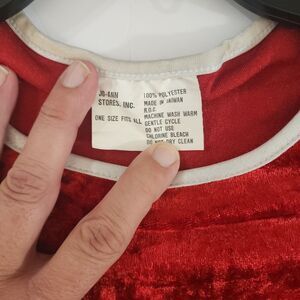 JO-ANN
STORES, INC.
ONE SIZE FITS ALL
100% POLYESTER
MADE IN TAIWAN
R.O.C.
MACHINE WASH WARM
GENTLE CYCLE
DO NOT USE
CHLORINE BLEACH
DO NOT DRY CLEAN